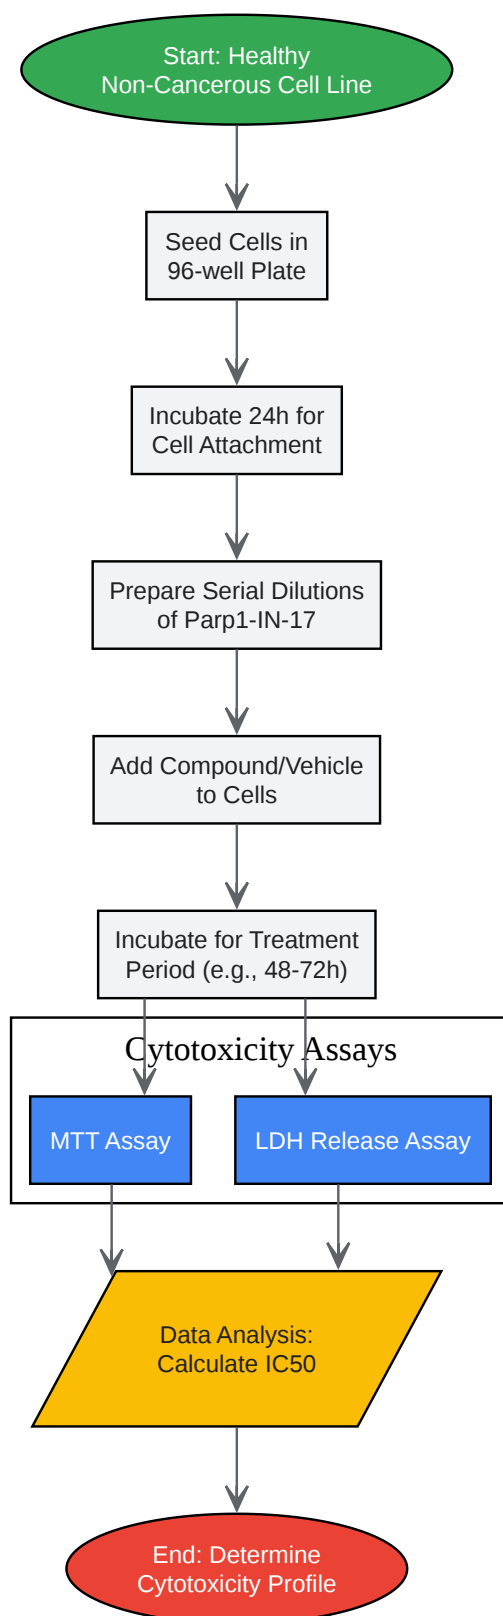 Start: Healthy
Non-Cancerous Cell Line
Seed Cells in
96-well Plate
Incubate 24h for
Cell Attachment
Prepare Serial Dilutions
of Parp1-IN-17
Add Compound/Vehicle
to Cells
Incubate for Treatment
Period (e.g., 48-72h)
Cytotoxicity Assays
MTT Assay
LDH Release Assay
Data Analysis:
Calculate IC50
End: Determine
Cytotoxicity Profile